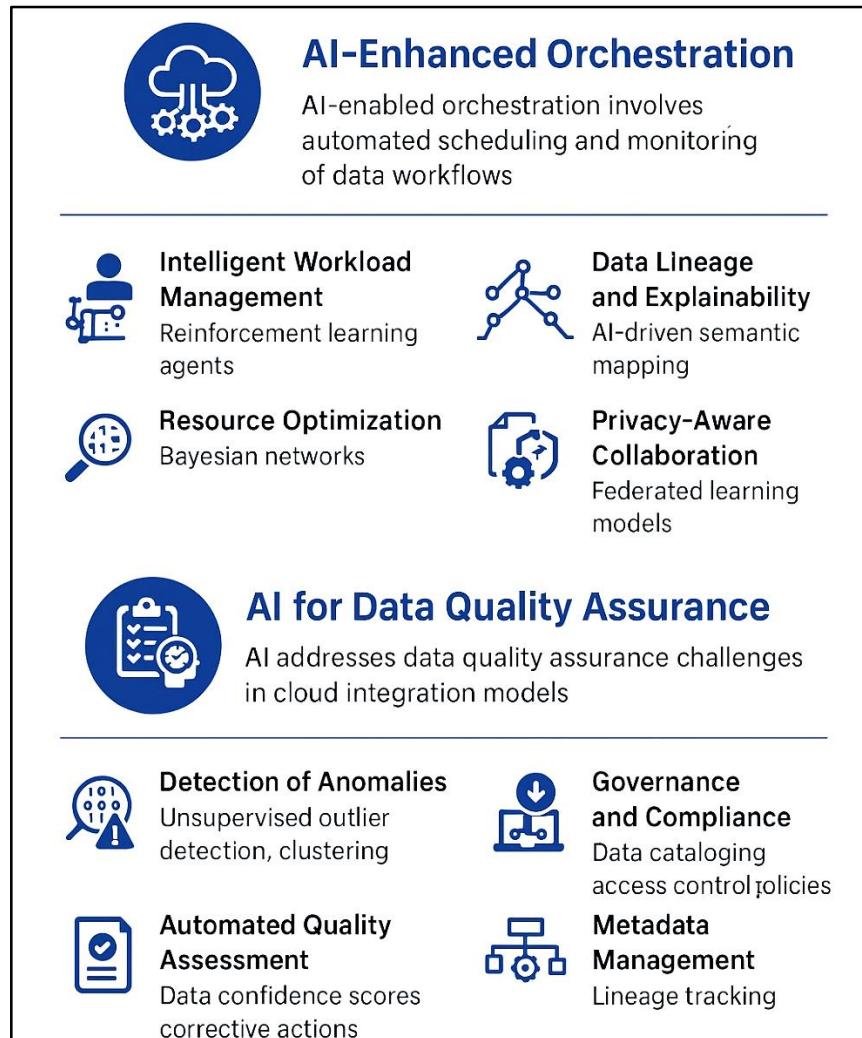 AI-Enhanced Orchestration
AI-enabled orchestration involves
automated scheduling and monitoring
of data workflows
Intelligent Workload
Management
Reinforcement learning
agents
Data Lineage
and Explainability
AI-driven semantic
mapping
Resource Optimization
Bayesian networks
Privacy-Aware
Collaboration
Federated learning
models
AI for Data Quality Assurance
AI addresses data quality assurance challenges
in cloud integration models
Detection of Anomalies
Unsupervised outlier
detection, clustering
Governance
and Compliance
Data cataloging
access control policies
Automated Quality
Assessment
Data confidence scores
corrective actions
Metadata
Management
Lineage tracking